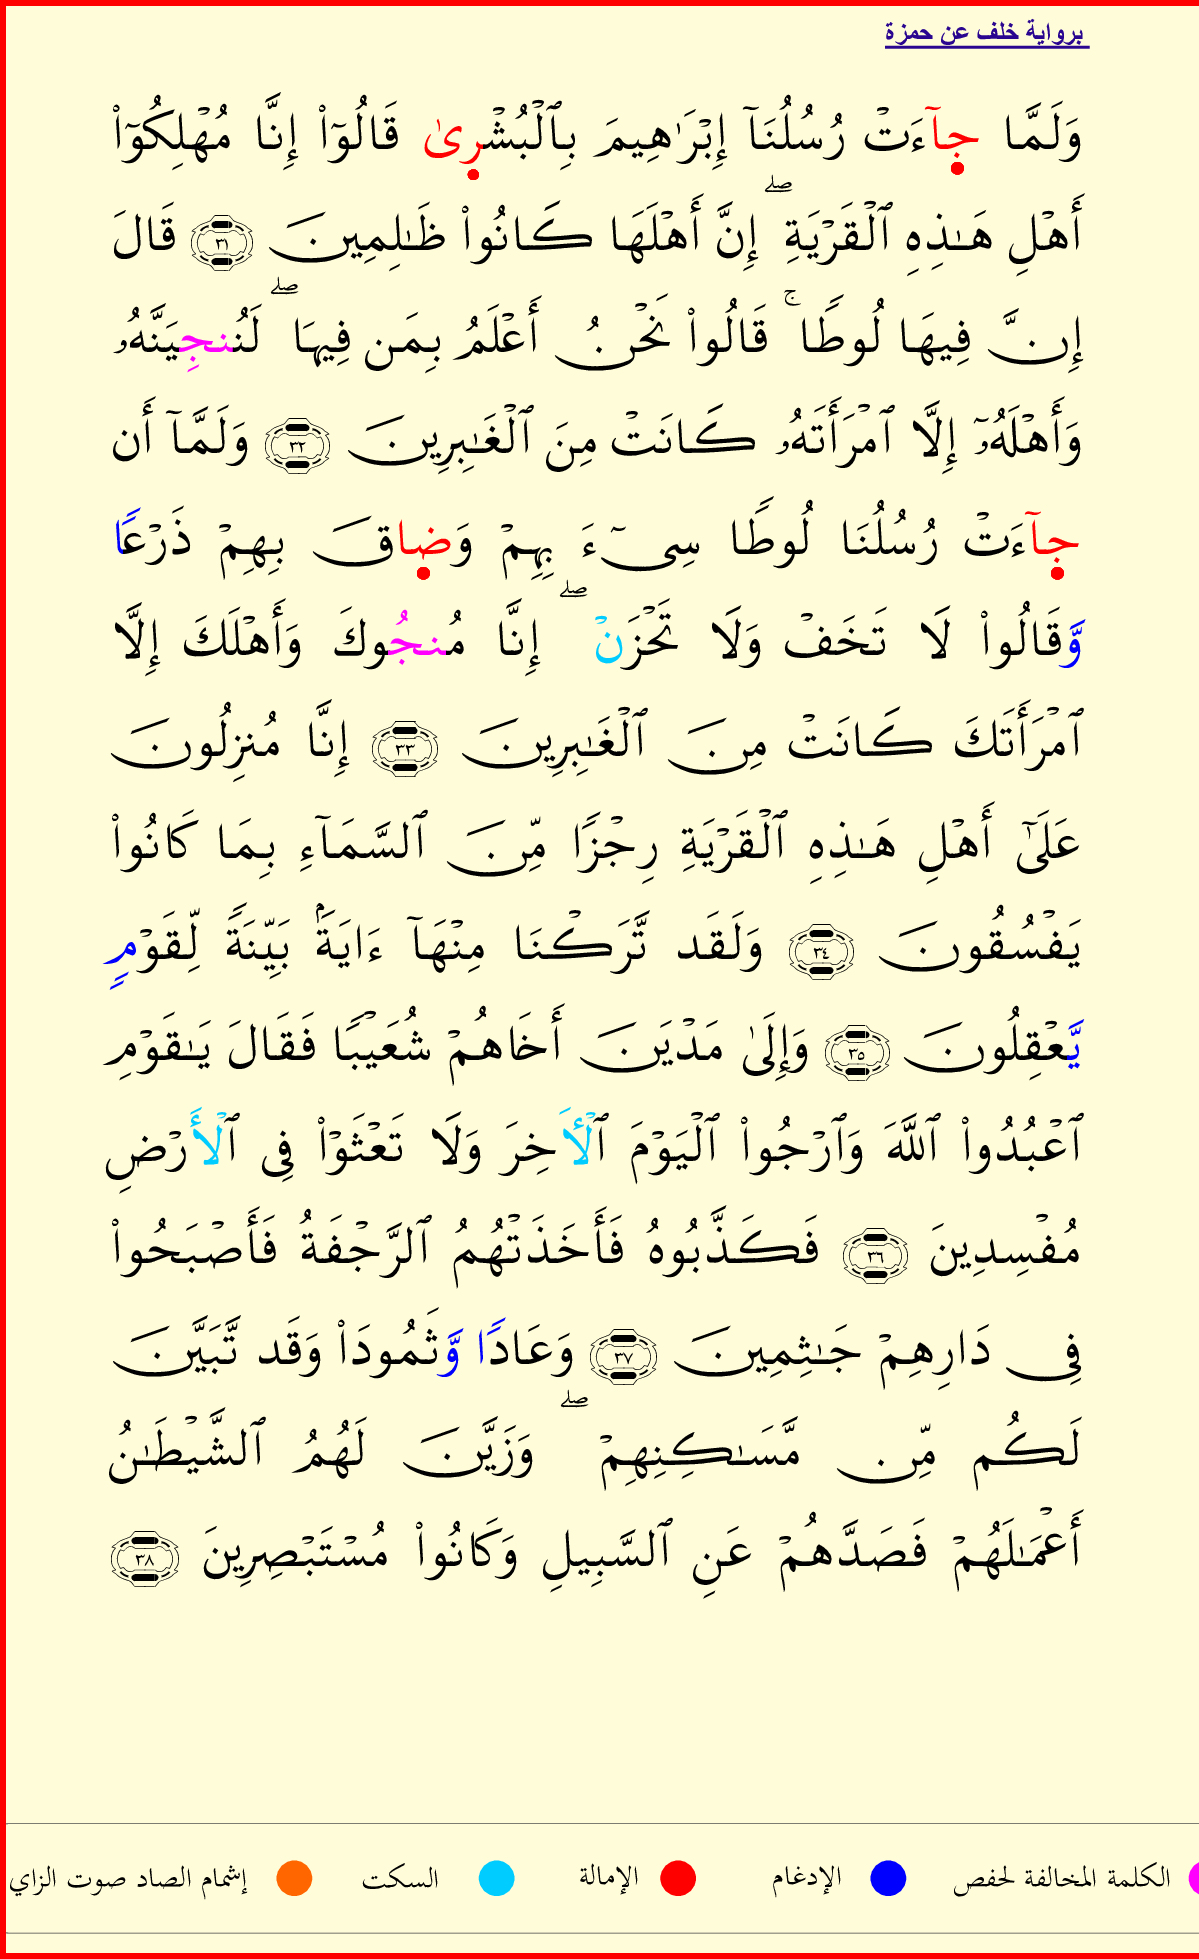 برواية خلف عن حمزة
وَلَمَّا جَآءَتۡ رُسُلُنَآ إِبۡرَٰهِيمَ بِٱلۡبُشۡرِىٰ قَالُوٓاْ إِنَّا مُهۡلِكُوٓاْ
أَهۡلِ هَٰذِهِ ٱلۡقَرۡيَةِۖ إِنَّ أَهۡلَهَا كَانُواْ ظَٰلِمِينَ ٣١ قَالَ
إِنَّ فِيهَا لُوطًاۚ قَالُواْ نَحۡنُ أَعۡلَمُ بِمَن فِيهَاۖ لَنُنجِيَنَّهُۥ
وَأَهۡلَهُۥٓ إِلَّا ٱمۡرَأَتَهُۥ كَانَتۡ مِنَ ٱلۡغَٰبِرِينَ ٣٢ وَلَمَّآ أَن
جَآءَتۡ رُسُلُنَا لُوطًا سِيٓءَ بِهِمۡ وَضَاقَ بِهِمۡ ذَرۡعًا
وَّقَالُواْ لَا تَخَفۡ وَلَا تَحۡزَنۡۖ إِنَّا مُنجُوكَ وَأَهۡلَكَ إِلَّا
ٱمۡرَأَتَكَ كَانَتۡ مِنَ ٱلۡغَٰبِرِينَ ٣٣ إِنَّا مُنزِلُونَ
عَلَىٰٓ أَهۡلِ هَٰذِهِ ٱلۡقَرۡيَةِ رِجۡزًا مِّنَ ٱلسَّمَآءِ بِمَا كَانُواْ
يَفۡسُقُونَ ٣٤ وَلَقَد تَّرَكۡنَا مِنۡهَآ ءَايَةَۢ بَيِّنَةً لِّقَوۡمٍ
يَّعۡقِلُونَ ٣٥ وَإِلَىٰ مَدۡيَنَ أَخَاهُمۡ شُعَيۡبًا فَقَالَ يَٰقَوۡمِ
ٱعۡبُدُواْ ٱللَّهَ وَٱرۡجُواْ ٱلۡيَوۡمَ ٱلۡأَخِرَ وَلَا تَعۡثَوۡاْ فِى ٱلۡأَرۡضِ
مُفۡسِدِينَ ٣٦ فَكَذَّبُوهُ فَأَخَذَتۡهُمُ ٱلرَّجۡفَةُ فَأَصۡبَحُواْ
فِى دَارِهِمۡ جَٰثِمِينَ ٣٧ وَعَادًا وَّثَمُودَاْ وَقَد تَّبَيَّنَ
لَكُم مِّن مَّسَٰكِنِهِمۡۖ وَزَيَّنَ لَهُمُ ٱلشَّيۡطَٰنُ
أَعۡمَٰلَهُمۡ فَصَدَّهُمۡ عَنِ ٱلسَّبِيلِ وَكَانُواْ مُسۡتَبۡصِرِينَ ٣٨
الكلمة المخالفة لحفص الإدغام الإمالة السكت إشمام الصاد صوت الزاي